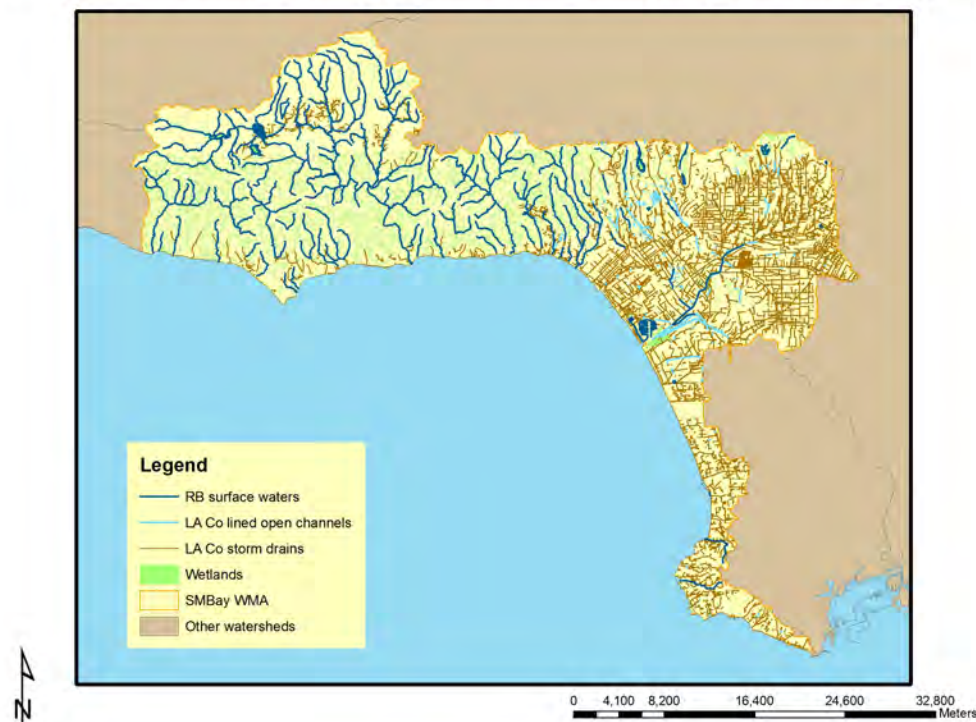 Legend
RB surface waters
LA Co lined open channels
LA Co storm drains
Wetlands
SMBay WMA
Other watersheds
N
0 4,100 8,200 16,400 24,600 32,800
Meters